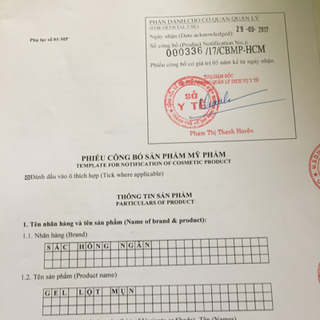 Phụ lục số 01-MP
PHẦN DÀNH CHO CƠ QUAN QUẢN LÝ
(FOR OFFICIAL USE)
Ngày nhận (Date acknowledged): 29 -03- 2017
Số công bố (Product Notification No.):
000336 /17/CBMP-HCM
Phiếu công bố có giá trị 05 năm kể từ ngày nhận.
SỞ
Y TẾ
Phạm Thị Thanh
PHIẾU CÔNG BỐ SẢN PHẨM MỸ PHẨM
TEMPLATE FOR NOTIFICATION OF COSMETIC PRODUCT
Đánh dấu vào ô thích hợp (Tick where applicable)
THÔNG TIN SẢN PHẨM
PARTICULARS OF PRODUCT
1. Tên nhãn hàng và tên sản phẩm (Name of brand & product):
1.1. Nhãn hàng (Brand)
SẮC HỒNG NGÂN
1.2. Tên sản phẩm (Product name)
GEL LỘT MỤN